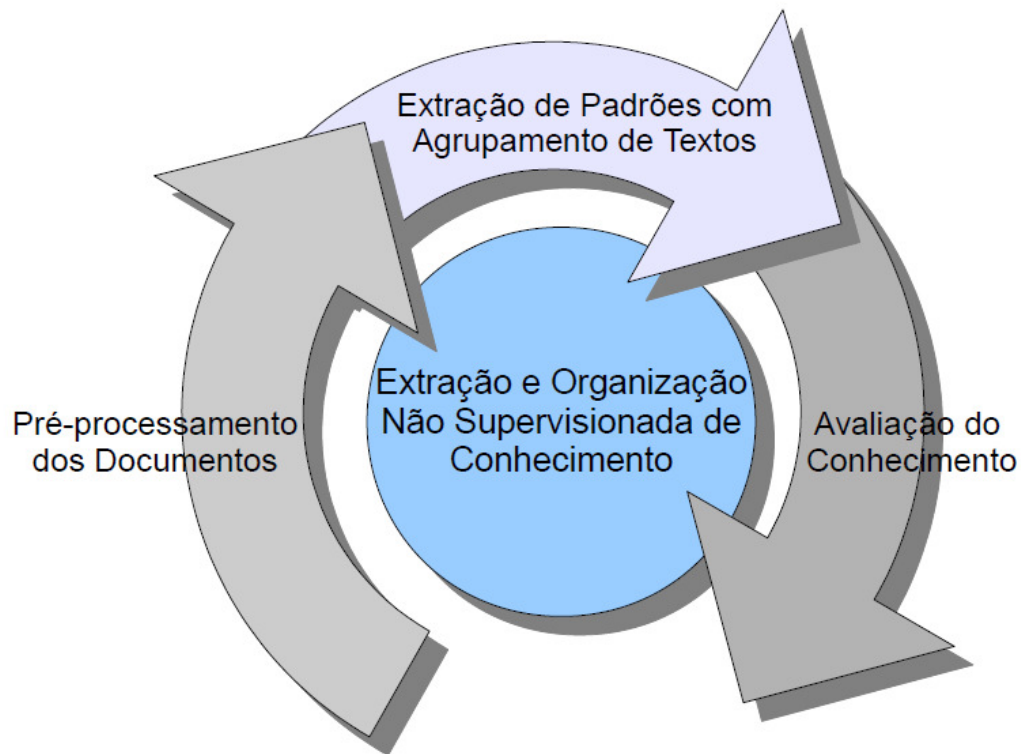 Extração de Padrões com
Agrupamento de Textos
Extração e Organização
Não Supervisionada de
Conhecimento
Pré-processamento
dos Documentos
Avaliação do
Conhecimento